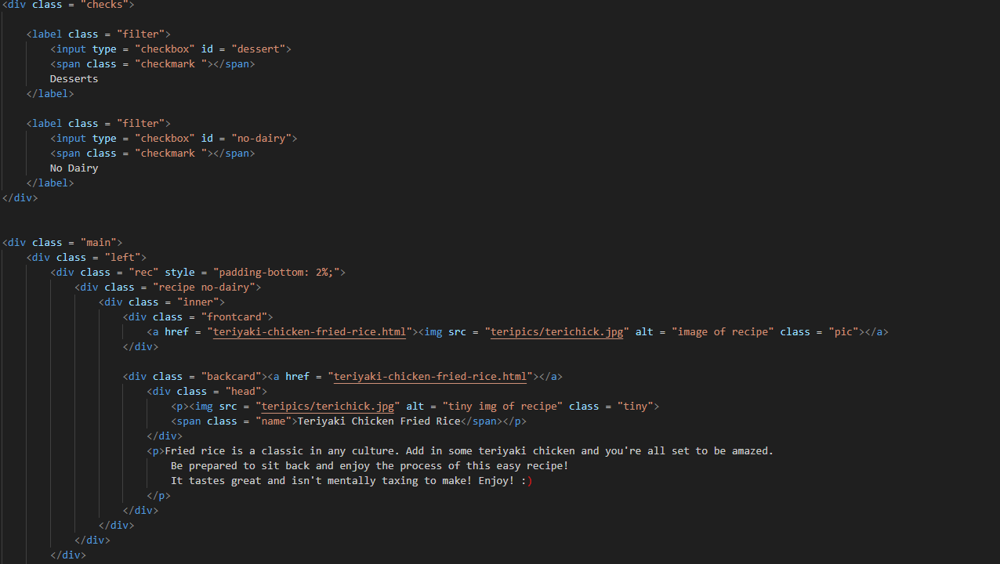 <div class = "checks">
<label class = "filter">
<input type = "checkbox" id = "dessert">
<span class = "checkmark "></span>
Desserts
</label>
<label class = "filter">
<input type = "checkbox" id = "no-dairy">
<span class = "checkmark "></span>
No Dairy
</label>
</div>
<div class = "main">
<div class = "left">
<div class = "rec" style = "padding-bottom: 2%;">
<div class = "recipe no-dairy">
<div class = "inner">
<div class = "frontcard">
<a href = "teriyaki-chicken-fried-rice.html"><img src = "teripics/terichick.jpg" alt = "image of recipe" class = "pic"></a>
</div>
<div class = "backcard"><a href = "teriyaki-chicken-fried-rice.html"></a>
<div class = "head">
<p><img src = "teripics/terichick.jpg" alt = "tiny img of recipe" class = "tiny">
<span class = "name">Teriyaki Chicken Fried Rice</span></p>
</div>
<p>Fried rice is a classic in any culture. Add in some teriyaki chicken and you're all set to be amazed.
Be prepared to sit back and enjoy the process of this easy recipe!
It tastes great and isn't mentally taxing to make! Enjoy! :)
</p>
</div>
</div>
</div>
</div>